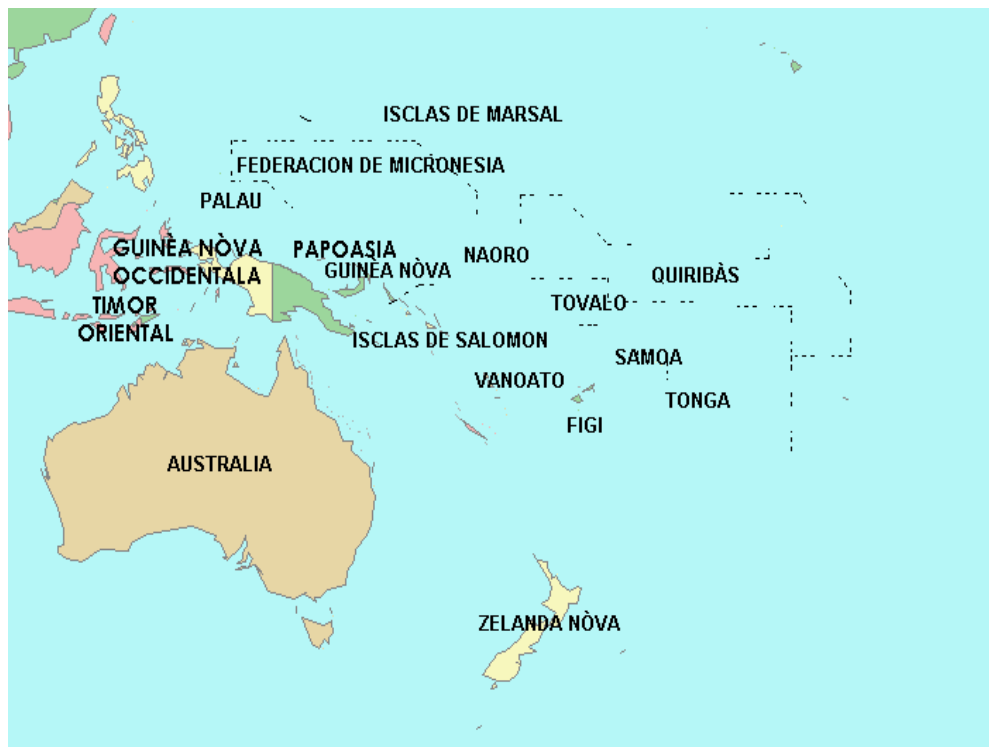 ISCLAS DE MARSAL
FEDERACION DE MICRONESIA
PALAU
GUINÈA NÒVA
OCCIDENTALA
PAPOASIA
GUINÈA NÒVA
NAORO
QUIRIBÀS
TIMOR
ORIENTAL
TOVALO
ISCLAS DE SALOMON
SAMOA
VANOATO
TONGA
FIGI
AUSTRALIA
ZELANDA NÒVA